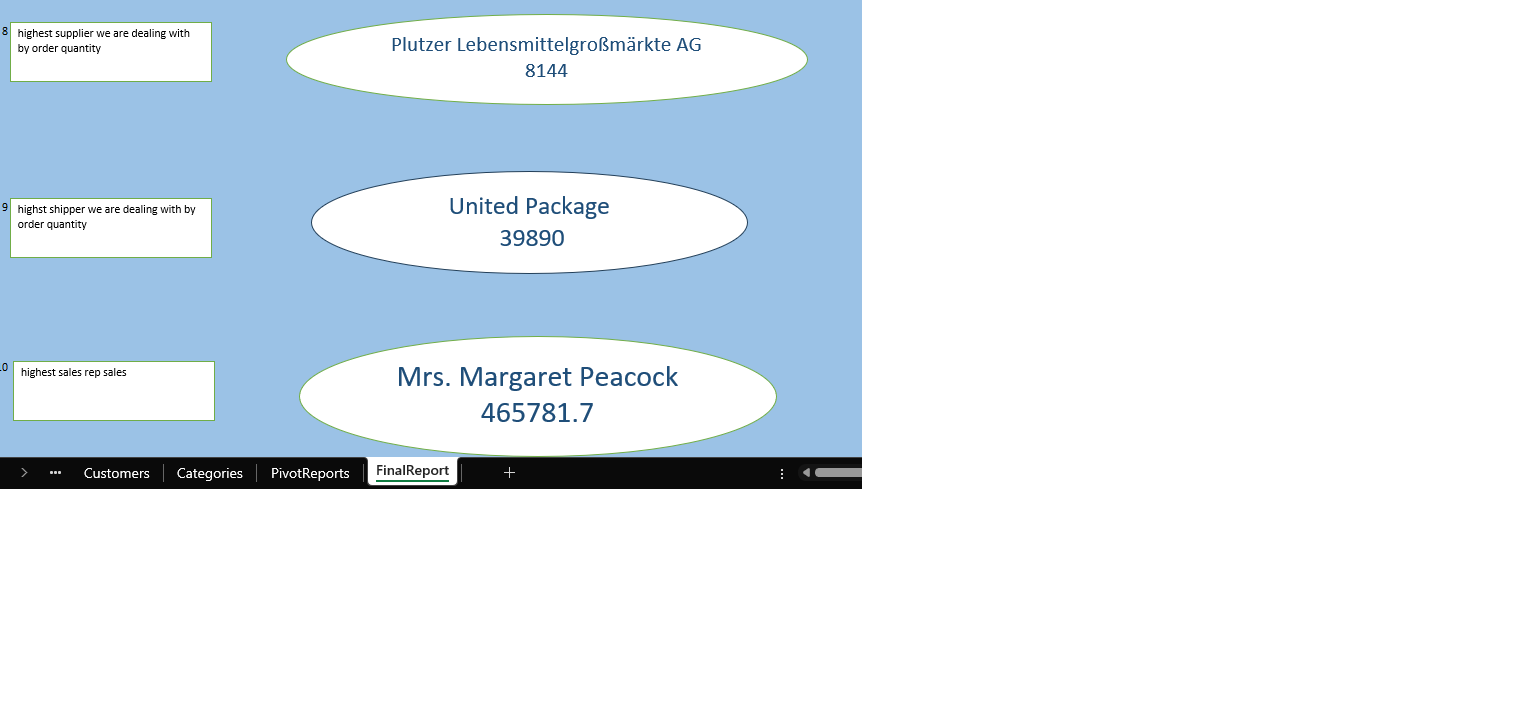 8
highest supplier we are dealing with
by order quantity
Plutzer Lebensmittelgroßmärkte AG
8144
9
highst shipper we are dealing with by
order quantity
United Package
39890
10
highest sales rep sales
Mrs. Margaret Peacock
465781.7
Customers Categories PivotReports FinalReport